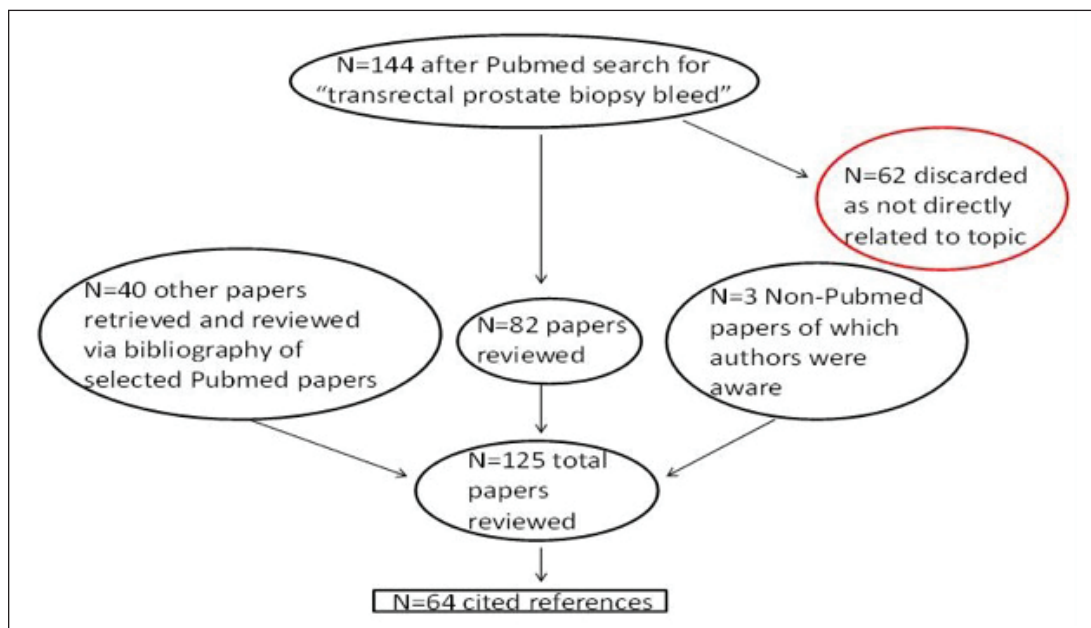 N=144 after Pubmed search for
“transrectal prostate biopsy bleed”
N=62 discarded
as not directly
related to topic
N=40 other papers
retrieved and reviewed
via bibliography of
selected Pubmed papers
N=82 papers
reviewed
N=3 Non-Pubmed
papers of which
authors were
aware
N=125 total
papers
reviewed
N=64 cited references